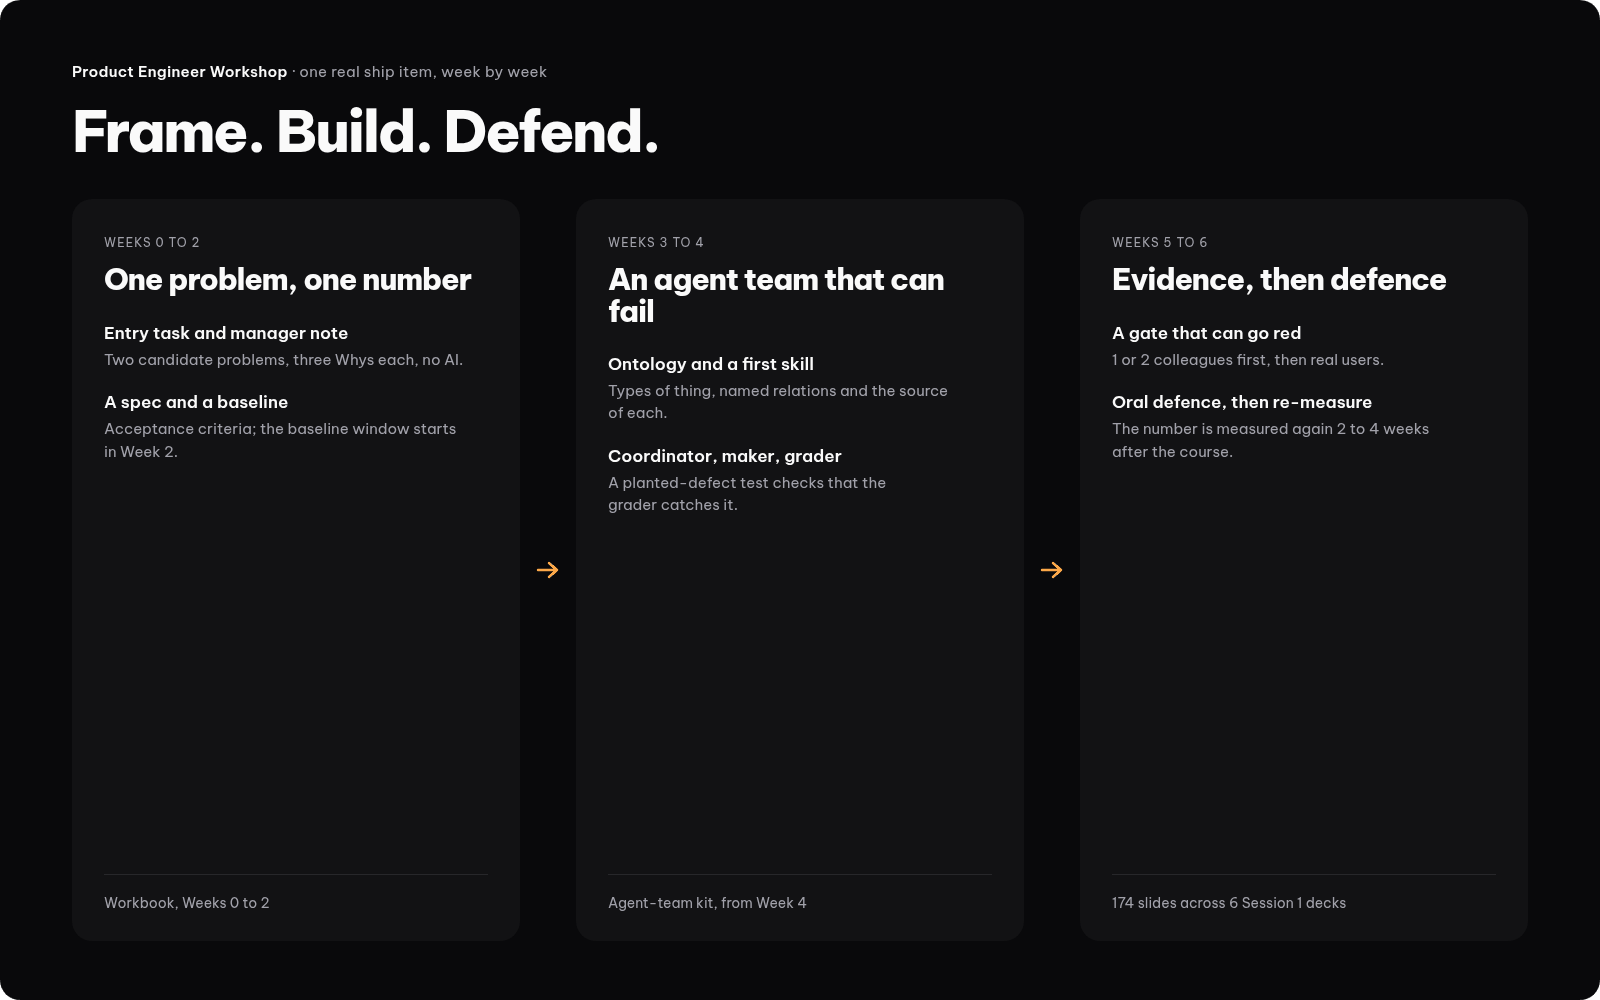 Product Engineer Workshop · one real ship item, week by week
Frame. Build. Defend.
WEEKS 0 TO 2
One problem, one number
Entry task and manager note
Two candidate problems, three Whys each, no AI.
A spec and a baseline
Acceptance criteria; the baseline window starts
in Week 2.
Workbook, Weeks 0 to 2
→
WEEKS 3 TO 4
An agent team that can
fail
Ontology and a first skill
Types of thing, named relations and the source
of each.
Coordinator, maker, grader
A planted-defect test checks that the
grader catches it.
Agent-team kit, from Week 4
→
WEEKS 5 TO 6
Evidence, then defence
A gate that can go red
1 or 2 colleagues first, then real users.
Oral defence, then re-measure
The number is measured again 2 to 4 weeks
after the course.
174 slides across 6 Session 1 decks